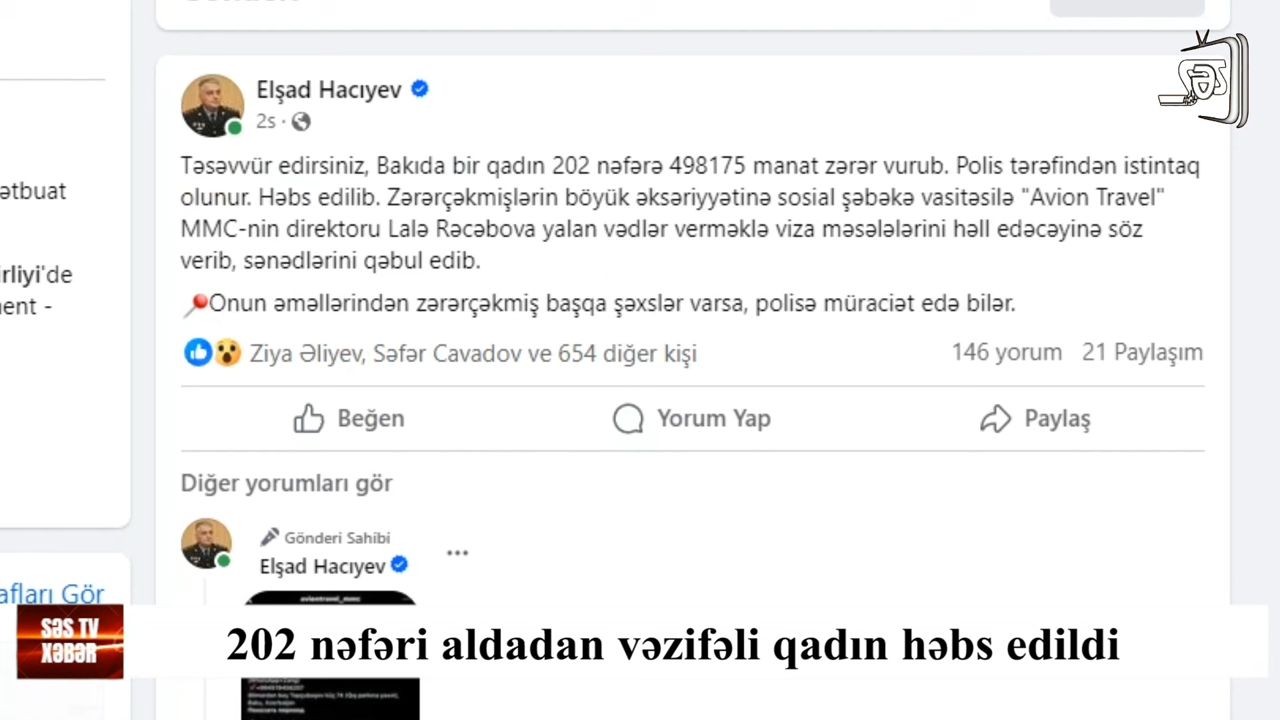 Elşad Hacıyev
2s ·
SƏS
Təsəvvür edirsiniz, Bakıda bir qadın 202 nəfərə 498175 manat zərər vurub. Polis tərəfindən istintaq
ətbuat
olunur. Həbs edilib. Zərərçəkmişlərin böyük əksəriyyətinə sosial şəbəkə vasitəsilə "Avion Travel"
MMC-nin direktoru Lalə Rəcəbova yalan vədlər verməklə viza məsələlərini həll edəcəyinə söz
verib, sənədlərini qəbul edib.
irliyi'de
ent -
Onun əməllərindən zərərçəkmiş başqa şəxslər varsa, polisə müraciət edə bilər.
Ziya Əliyev, Səfər Cavadov ve 654 diğer kişi
146 yorum 21 Paylaşım
Beğen Yorum Yap Paylaş
Diğer yorumları gör
Gönderi Sahibi
Elşad Hacıyev
afları Gör
aviontravel_mmc
SƏS TV
XƏBƏR
202 nəfəri aldadan vəzifəli qadın həbs edildi